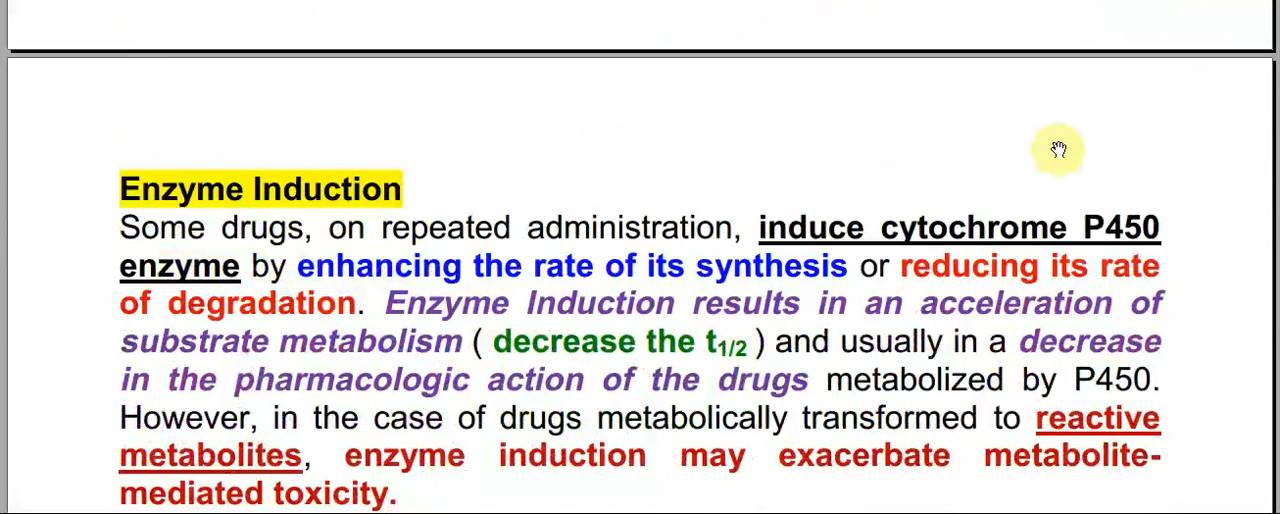 Enzyme Induction
Some drugs, on repeated administration, induce cytochrome P450
enzyme by enhancing the rate of its synthesis or reducing its rate
of degradation. Enzyme Induction results in an acceleration of
substrate metabolism ( decrease the t1/2 ) and usually in a decrease
in the pharmacologic action of the drugs metabolized by P450.
However, in the case of drugs metabolically transformed to reactive
metabolites, enzyme induction may exacerbate metabolite-
mediated toxicity.